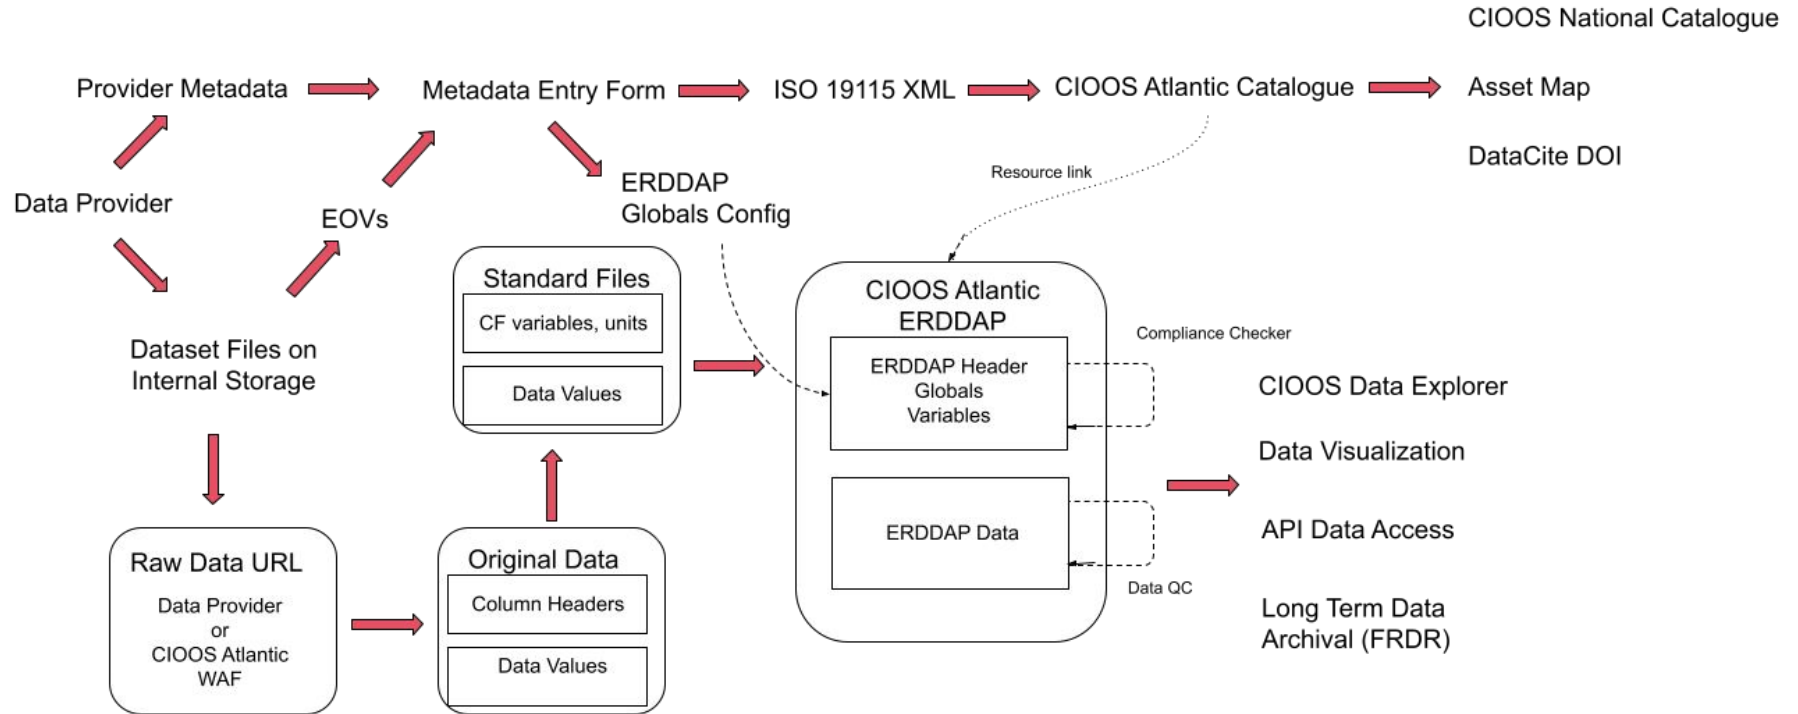 CIOOS National Catalogue
Provider Metadata
Metadata Entry Form
ISO 19115 XML
CIOOS Atlantic Catalogue
Asset Map
DataCite DOI
Resource link
Data Provider
EOVs
ERDDAP
Globals Config
Standard Files
CF variables, units
Data Values
CIOOS Atlantic
ERDDAP
ERDDAP Header
Globals
Variables
Compliance Checker
Dataset Files on
Internal Storage
CIOOS Data Explorer
Data Visualization
ERDDAP Data
API Data Access
Data QC
Raw Data URL
Data Provider
or
CIOOS Atlantic
WAF
Original Data
Column Headers
Data Values
Long Term Data
Archival (FRDR)